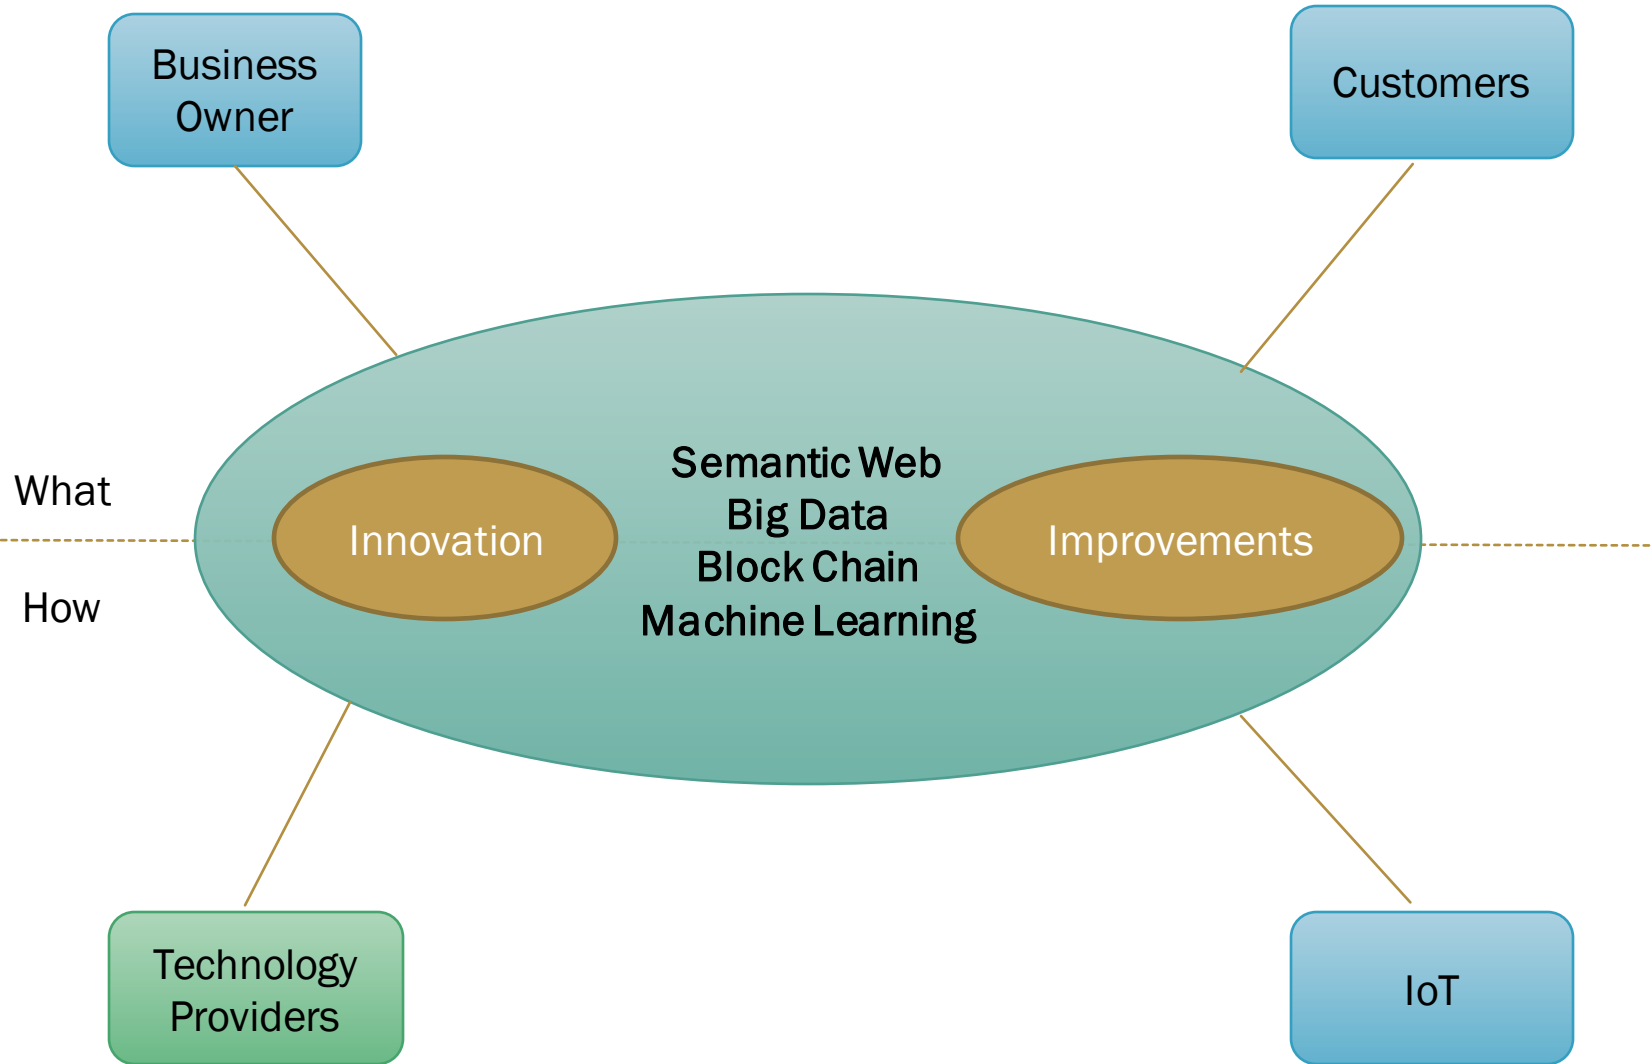 Business
Owner
Customers
What
How
Innovation
Semantic Web
Big Data
Block Chain
Machine Learning
Improvements
Technology
Providers
IoT